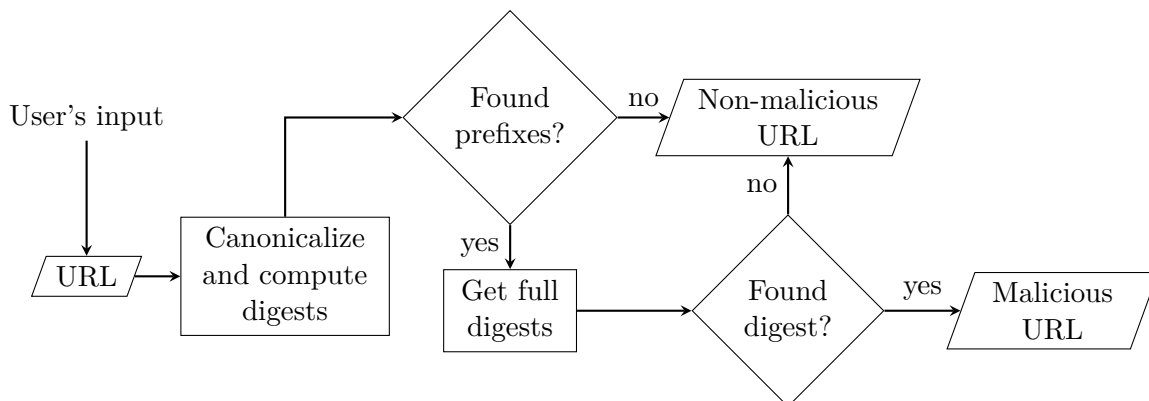 User's input
URL
Canonicalize
and compute
digests
Found
prefixes?
no
Non-malicious
URL
yes
Get full
digests
Found
digest?
no
yes
Malicious
URL